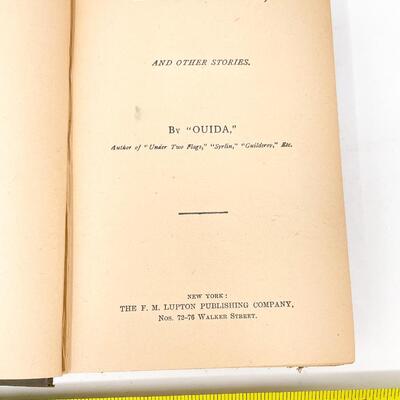 AND OTHER STORIES.
By "OUIDA,"
Author of "Under Two Flags," "Syrlin," "Guilderoy," Etc.
NEW YORK:
THE F. M. LUPTON PUBLISHING COMPANY,
Nos. 72-76 Walker Street.